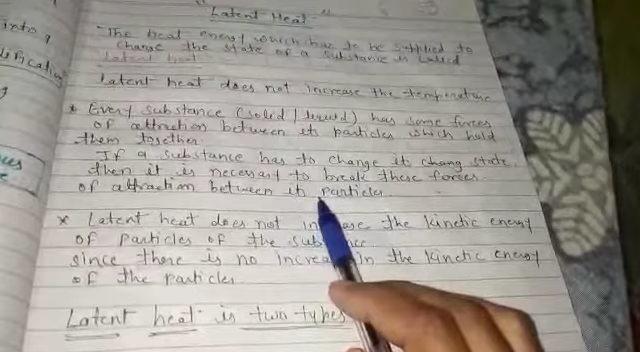 into ?
"Latent Heat"
The heat energy which has to be supplied to
change the state of a substance is called
latent heat
Latent heat does not increase the temperature
* Every substance (solid / liquid) has some forces
of attraction between its particles which hold
them together.
If a substance has to change it chang state,
then it is necessary to break these forces
of attraction between its particles
* Latent heat does not increase the kinetic energy
of particles of the substance.
since there is no increase in the kinetic energy
of the particles
Latent heat is two types